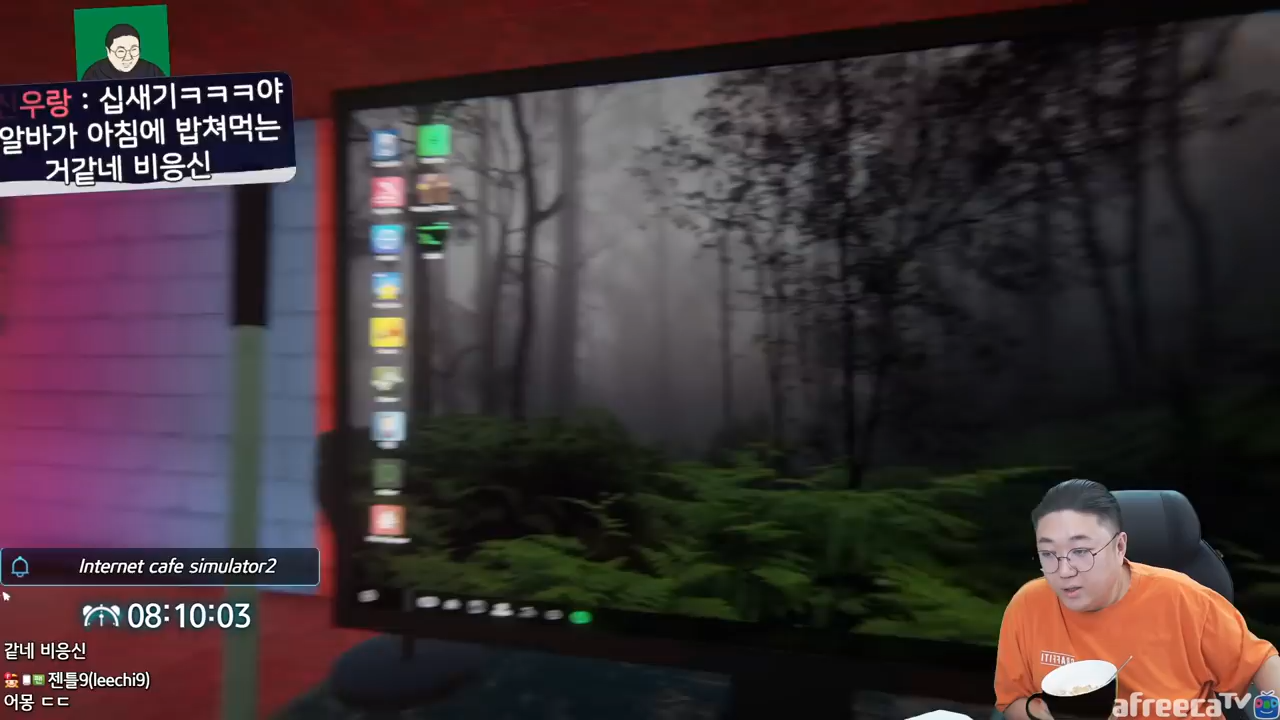 신우랑 : 십새기ㅋㅋㅋ야
알바가 아침에 밥쳐먹는
거같네 비응신
Internet cafe simulator2
08:10:03
같네 비응신
젠틀9(leechi9)
어몽 ㄷㄷ
GRAFFITI
afreecaTV